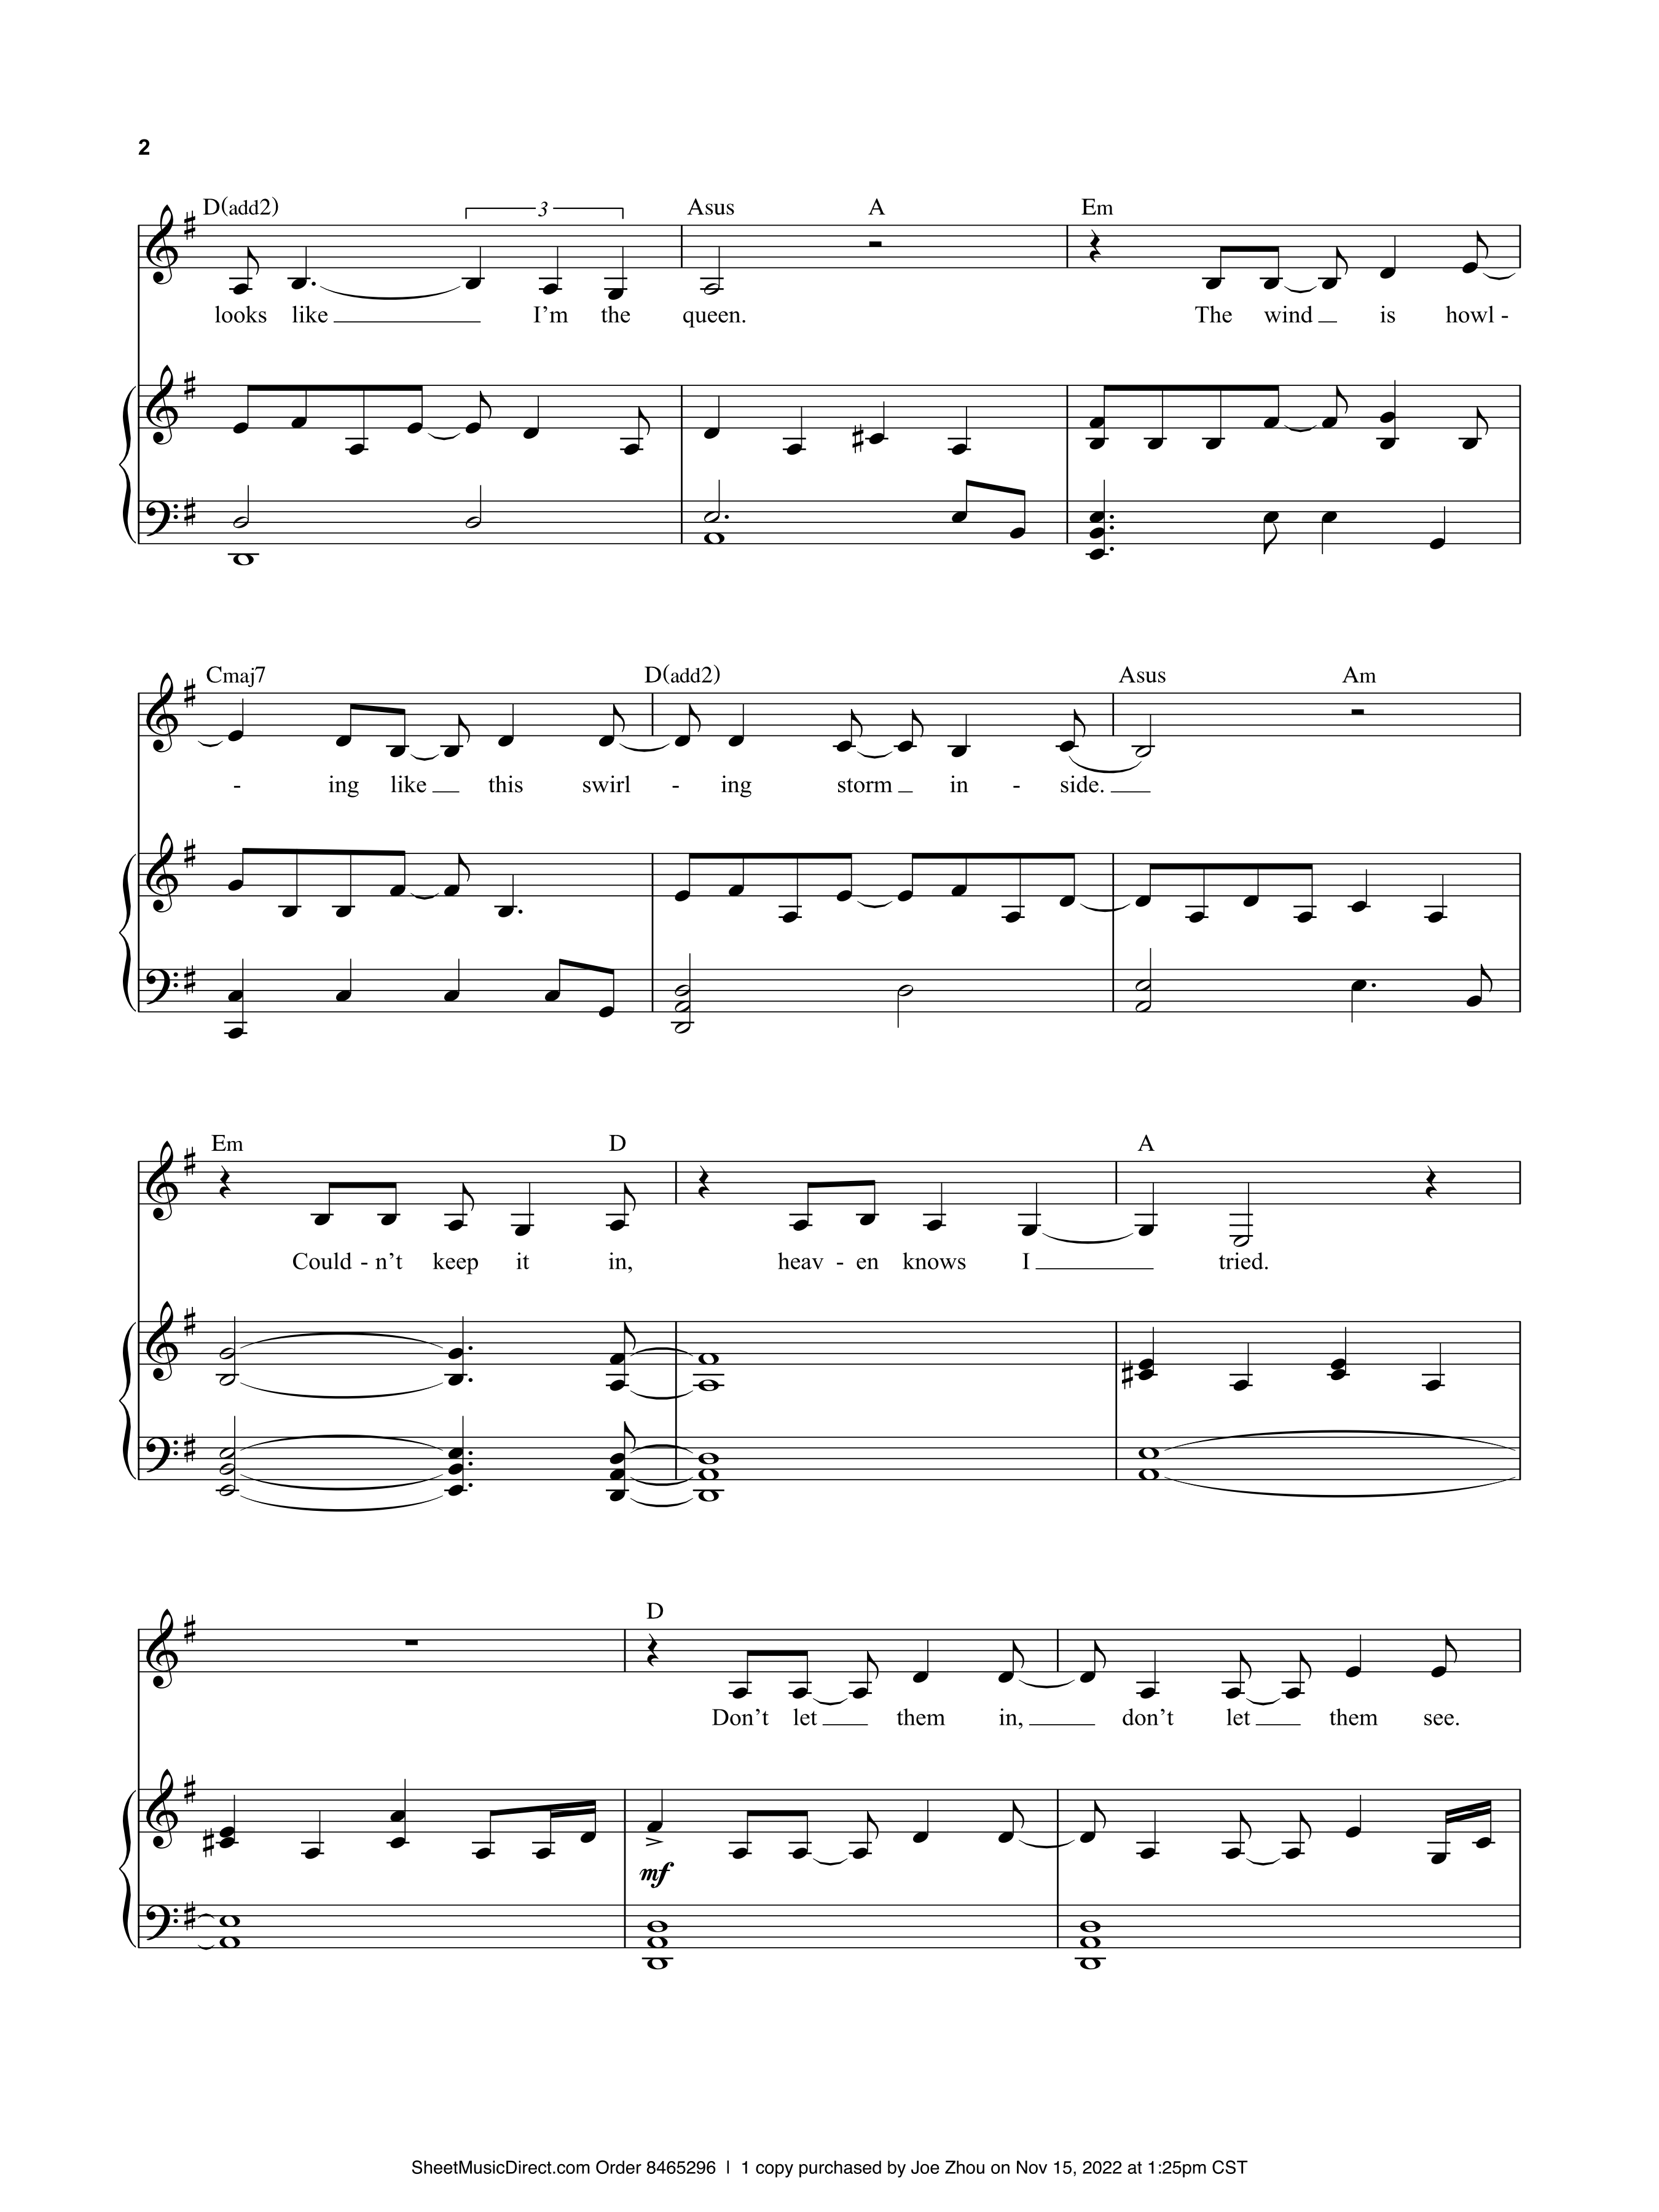 2
D(add2) 3 Asus A Em
looks like I'm the queen. The wind is howl -
Cmaj7 D(add2) Asus Am
- ing like this swirl - ing storm in - side.
Em D A
Could - n't keep it in, heav - en knows I tried.
D
Don't let them in, don't let them see.
mf
SheetMusicDirect.com Order 8465296 | 1 copy purchased by Joe Zhou on Nov 15, 2022 at 1:25pm CST